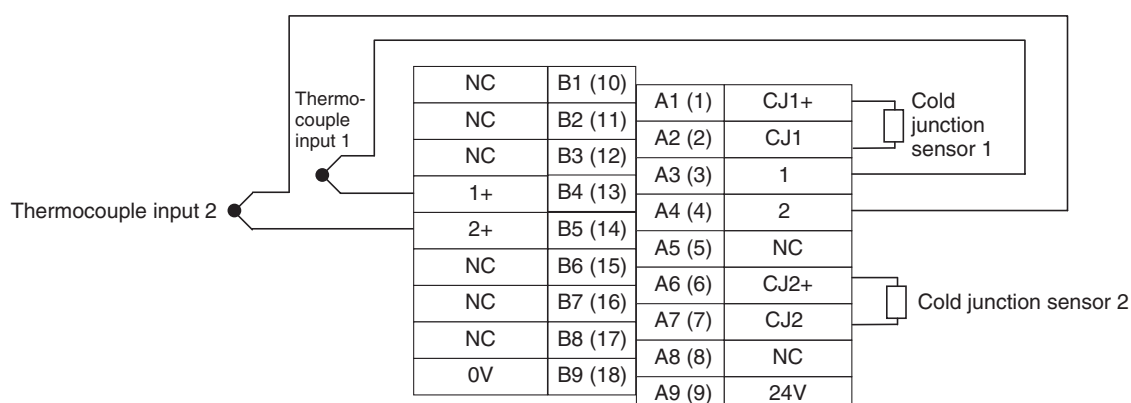 Thermo-
couple
input 1
Thermocouple input 2
NC B1 (10)
NC B2 (11)
NC B3 (12)
1+ B4 (13)
2+ B5 (14)
NC B6 (15)
NC B7 (16)
NC B8 (17)
0V B9 (18)
A1 (1) CJ1+
A2 (2) CJ1
A3 (3) 1
A4 (4) 2
A5 (5) NC
A6 (6) CJ2+
A7 (7) CJ2
A8 (8) NC
A9 (9) 24V
Cold
junction
sensor 1
Cold junction sensor 2